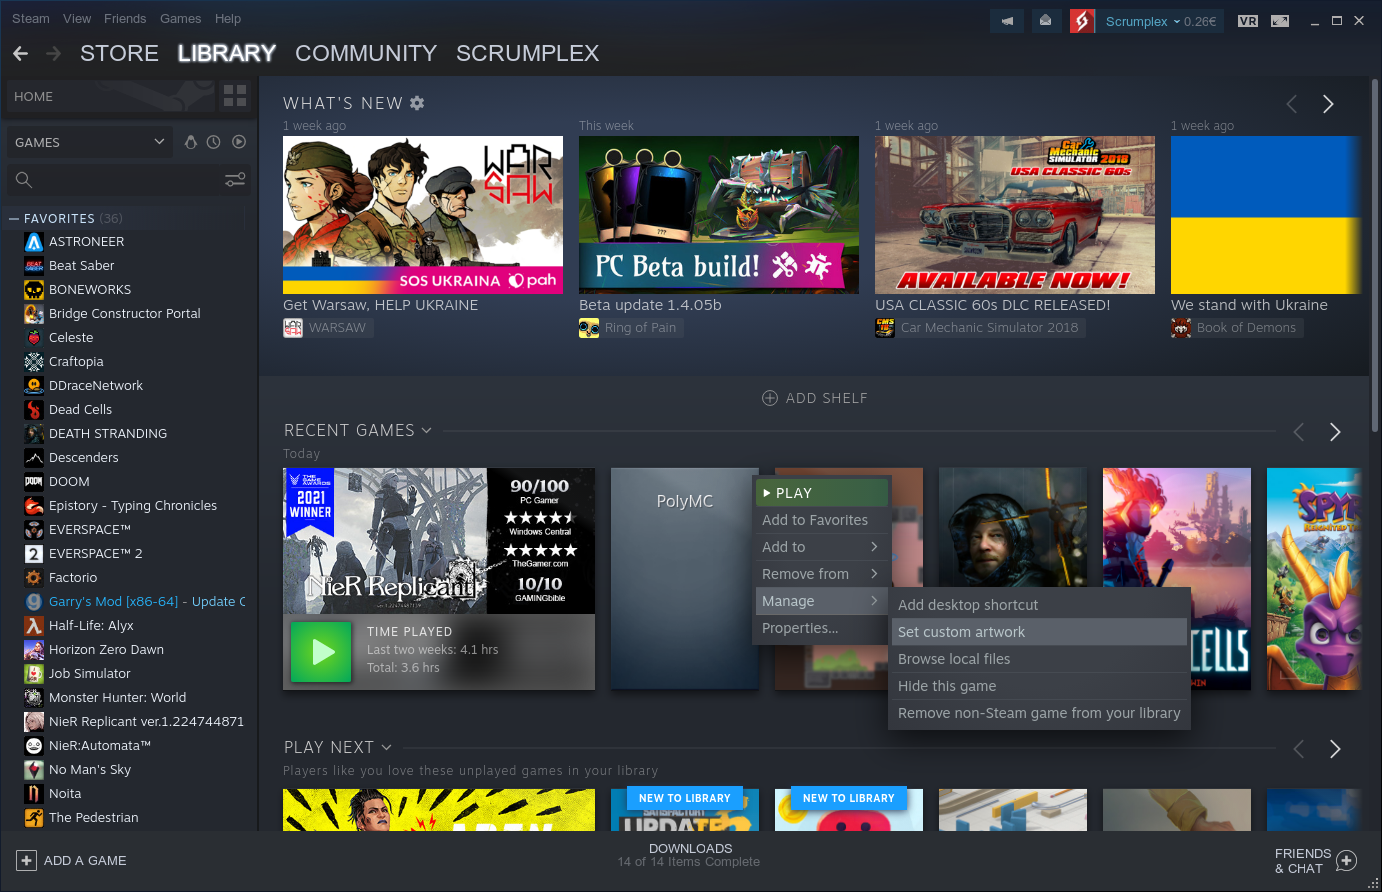 Steam View Friends Games Help
Scrumplex 0.26€
VR
STORE LIBRARY COMMUNITY SCRUMPLEX
HOME
GAMES
FAVORITES (36)
ASTRONEER
Beat Saber
BONEWORKS
Bridge Constructor Portal
Celeste
Craftopia
DDraceNetwork
Dead Cells
DEATH STRANDING
Descenders
DOOM
Epistory - Typing Chronicles
EVERSPACE™
EVERSPACE™ 2
Factorio
Garry's Mod [x86-64] - Update
Half-Life: Alyx
Horizon Zero Dawn
Job Simulator
Monster Hunter: World
NieR Replicant ver.1.224744871
NieR:Automata™
No Man's Sky
Noita
The Pedestrian
WHAT'S NEW
1 week ago
WARSAW
SOS UKRAINA pah
Get Warsaw, HELP UKRAINE
WARSAW
This week
???
PC Beta build!
Beta update 1.4.05b
Ring of Pain
1 week ago
Car Mechanic
SIMULATOR 2018
USA CLASSIC 60s
AVAILABLE NOW!
USA CLASSIC 60s DLC RELEASED!
CMS
Car Mechanic Simulator 2018
1 week ago
We stand with Ukraine
Book of Demons
ADD SHELF
RECENT GAMES
Today
2021
WINNER
NieR Replicant
ver.1.22474487139
90/100
PC Gamer
Windows Central
TheGamer.com
10/10
GAMINGbible
TIME PLAYED
Last two weeks: 4.1 hrs
Total: 3.6 hrs
PolyMC
PLAY
Add to Favorites
Add to
Remove from
Manage
Properties...
Add desktop shortcut
Set custom artwork
Browse local files
Hide this game
Remove non-Steam game from your library
CELLS
SPYRO
PLAY NEXT
Players like you love these unplayed games in your library
NEW TO LIBRARY
SATISFACTORY
UPDATE
NEW TO LIBRARY
ADD A GAME
DOWNLOADS
14 of 14 Items Complete
FRIENDS
& CHAT